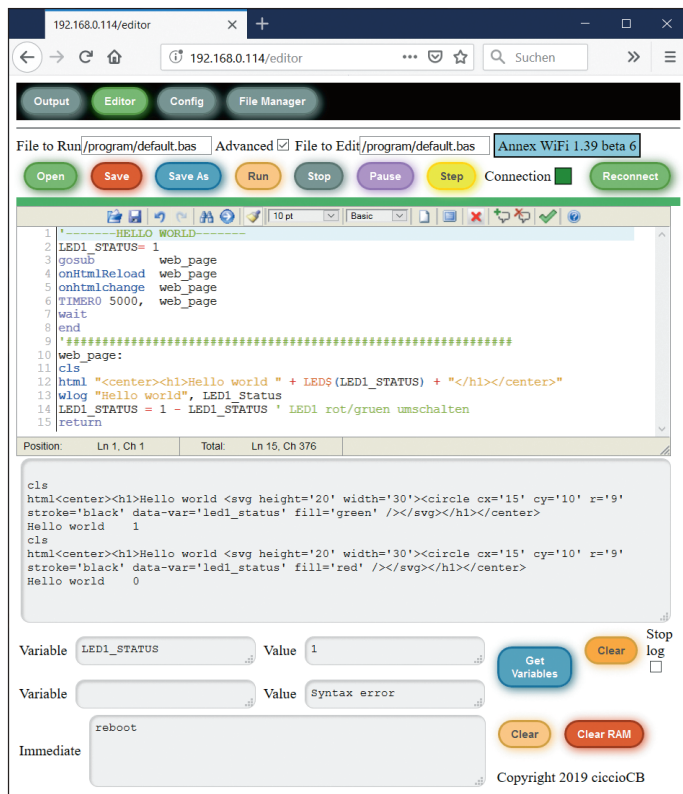 192.168.0.114/editor
192.168.0.114/editor
Suchen
Output Editor Config File Manager
File to Run /program/default.bas Advanced File to Edit /program/default.bas Annex WiFi 1.39 beta 6
Open Save Save As Run Stop Pause Step Connection Reconnect
10 pt Basic
1 '-------HELLO WORLD-------
2 LED1_STATUS= 1
3 gosub web_page
4 onHtmlReload web_page
5 onhtmlchange web_page
6 TIMER0 5000, web_page
7 wait
8 end
9 '##############################################################
10 web_page:
11 cls
12 html "<center><h1>Hello world " + LED$(LED1_STATUS) + "</h1></center>"
13 wlog "Hello world", LED1_Status
14 LED1_STATUS = 1 - LED1_STATUS ' LED1 rot/gruen umschalten
15 return
Position: Ln 1, Ch 1 Total: Ln 15, Ch 376
cls
html<center><h1>Hello world <svg height='20' width='30'><circle cx='15' cy='10' r='9'
stroke='black' data-var='led1_status' fill='green' /></svg></h1></center>
Hello world 1
cls
html<center><h1>Hello world <svg height='20' width='30'><circle cx='15' cy='10' r='9'
stroke='black' data-var='led1_status' fill='red' /></svg></h1></center>
Hello world 0
Variable LED1_STATUS Value 1
Get
Variables
Clear
Stop
log
Variable Value Syntax error
Immediate reboot
Clear Clear RAM
Copyright 2019 ciccioCB